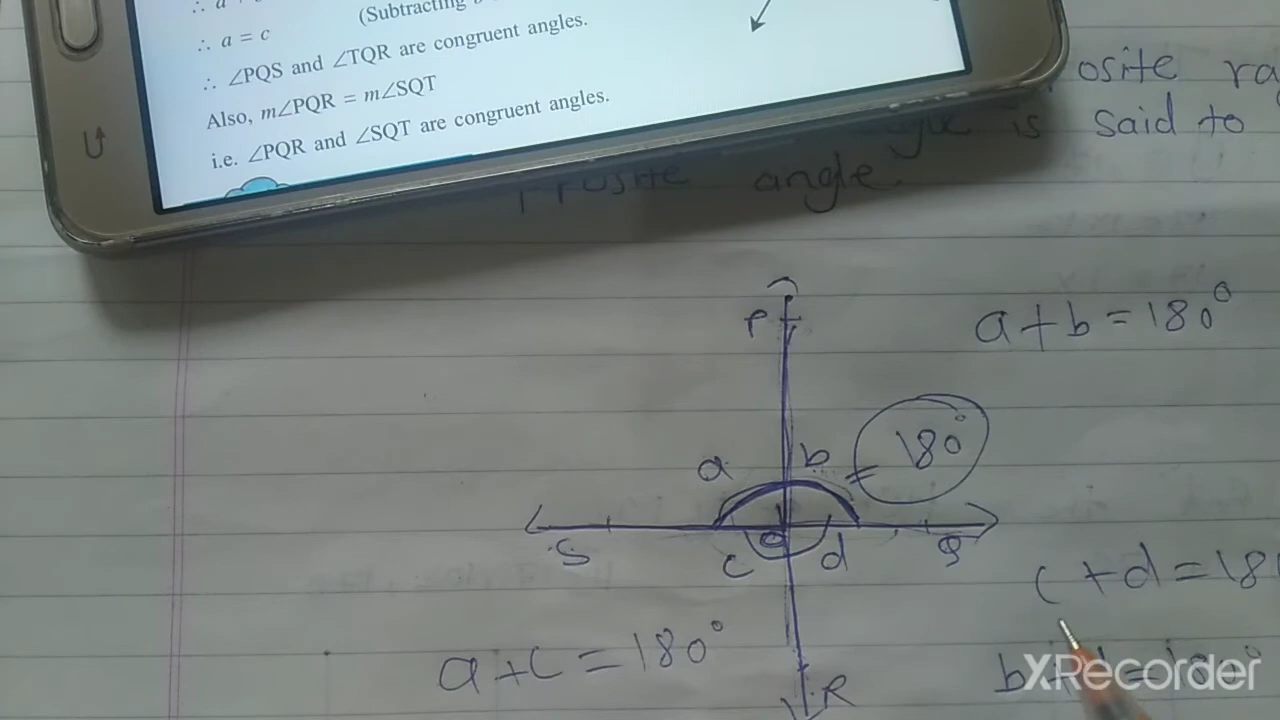 ∴ a
(Subtracting
∴ a = c
∴ ∠PQS and ∠TQR are congruent angles.
Also, m∠PQR = m∠SQT
i.e. ∠PQR and ∠SQT are congruent angles.
osite ra
is said to
angle.
P
a+b=180°
a b = 180°
S c d Q
c+d=18
a+c=180°
R
XRecorder